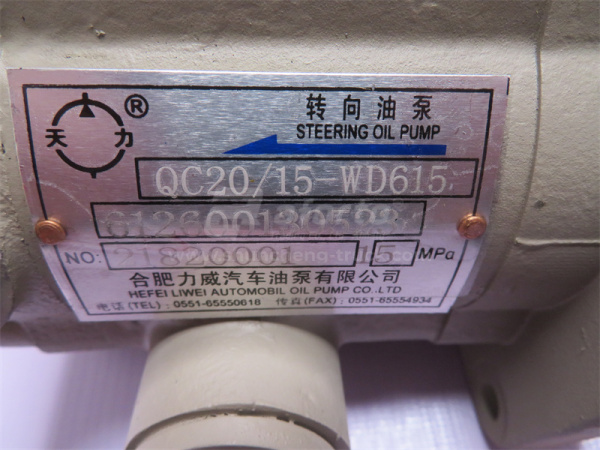 天力®
转向油泵
STEERING OIL PUMP
QC20/15-WD615
612600130523
NO: 21820001 15 MPa
合肥力威汽车油泵有限公司
HEFEI LIWEI AUTOMOBIL OIL PUMP CO.,LTD
电话(TEL): 0551-65550618 传真(FAX): 0551-65554934